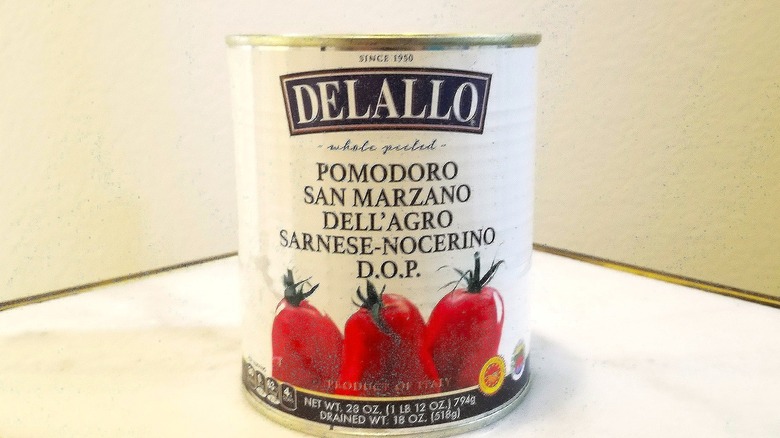 SINCE 1950
DELALLO
- whole peeled -
POMODORO
SAN MARZANO
DELL'AGRO
SARNESE-NOCERINO
D.O.P.
PRODUCT OF ITALY
NET WT. 28 OZ. (1 LB 12 OZ.) 794g
DRAINED WT. 18 OZ. (518g)